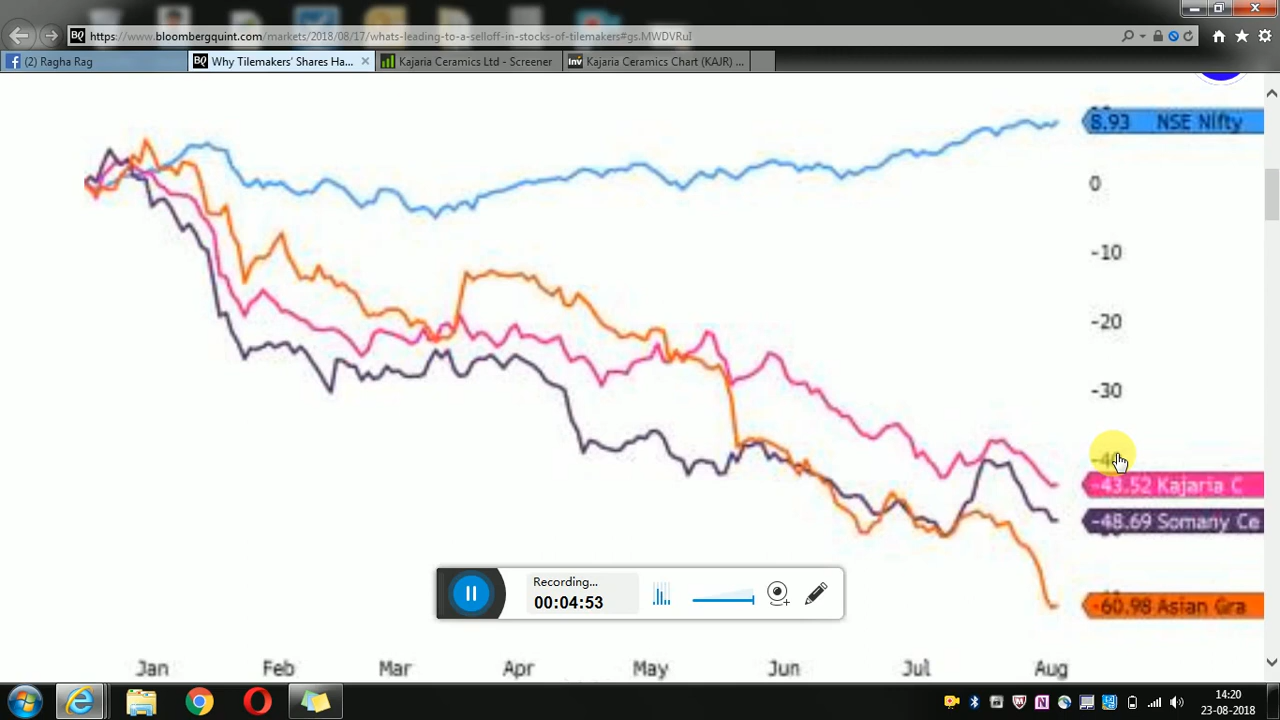 https://www.bloombergquint.com/markets/2018/08/17/whats-leading-to-a-selloff-in-stocks-of-tilemakers#gs.MWDVRuI
(2) Ragha Rag
BQ Why Tilemakers' Shares Ha...
Kajaria Ceramics Ltd - Screener
Inv Kajaria Ceramics Chart (KAJR) ...
8.93 NSE Nifty
0
-10
-20
-30
-43.52 Kajaria C
-48.69 Somany Ce
-60.98 Asian Gra
Recording...
00:04:53
Jan Feb Mar Apr May Jun Jul Aug
14:20
23-08-2018